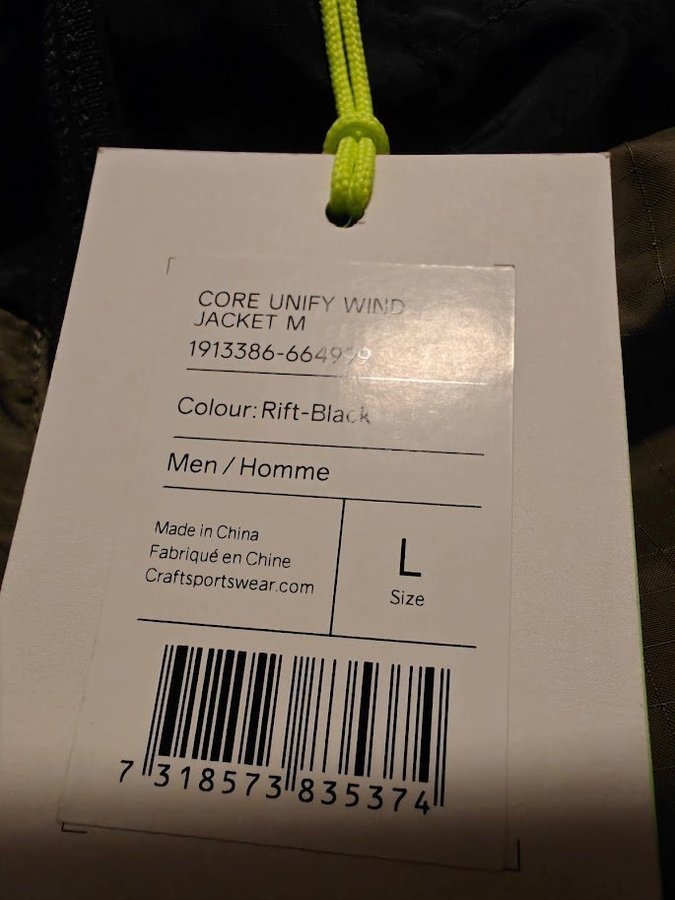 CORE UNIFY WIND
JACKET M
1913386-664999
Colour: Rift-Black
Men / Homme
Made in China
Fabriqué en Chine
Craftsportswear.com
L
Size
7 318573 835374